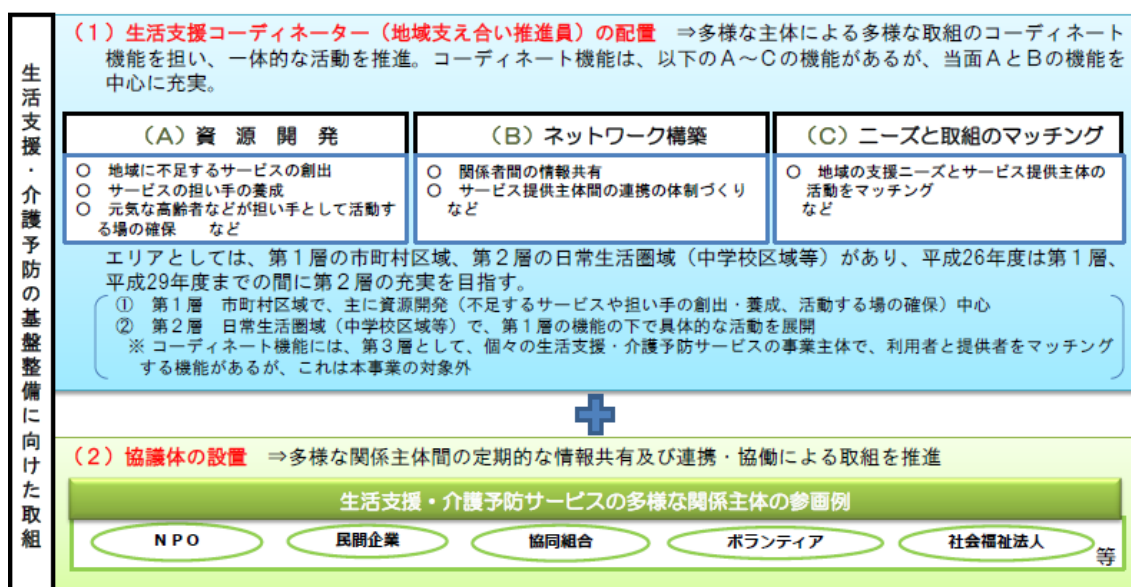 生活支援・介護予防の基盤整備に向けた取組
（１）生活支援コーディネーター（地域支え合い推進員）の配置　⇒多様な主体による多様な取組のコーディネート
機能を担い、一体的な活動を推進。コーディネート機能は、以下のＡ～Ｃの機能があるが、当面ＡとＢの機能を
中心に充実。
（Ａ）資　源　開　発
○　地域に不足するサービスの創出
○　サービスの担い手の養成
○　元気な高齢者などが担い手として活動す
る場の確保　　など
（Ｂ）ネットワーク構築
○　関係者間の情報共有
○　サービス提供主体間の連携の体制づくり
など
（Ｃ）ニーズと取組のマッチング
○　地域の支援ニーズとサービス提供主体の
活動をマッチング
など
エリアとしては、第１層の市町村区域、第２層の日常生活圏域（中学校区域等）があり、平成26年度は第１層、
平成29年度までの間に第２層の充実を目指す。
①　第１層　市町村区域で、主に資源開発（不足するサービスや担い手の創出・養成、活動する場の確保）中心
②　第２層　日常生活圏域（中学校区域等）で、第１層の機能の下で具体的な活動を展開
※ コーディネート機能には、第３層として、個々の生活支援・介護予防サービスの事業主体で、利用者と提供者をマッチング
する機能があるが、これは本事業の対象外
（２）協議体の設置　⇒多様な関係主体間の定期的な情報共有及び連携・協働による取組を推進
生活支援・介護予防サービスの多様な関係主体の参画例
ＮＰＯ
民間企業
協同組合
ボランティア
社会福祉法人
等